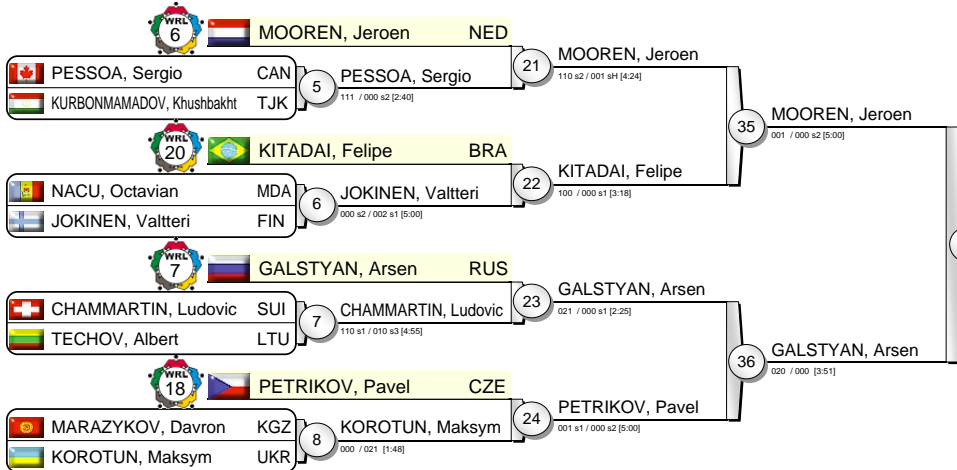 WRL 6 MOOREN, Jeroen NED
PESSOA, Sergio CAN
KURBONMAMADOV, Khushbakht TJK
5 PESSOA, Sergio
111 / 000 s2 [2:40]
21 MOOREN, Jeroen
110 s2 / 001 sH [4:24]
WRL 20 KITADAI, Felipe BRA
NACU, Octavian MDA
JOKINEN, Valtteri FIN
6 JOKINEN, Valtteri
000 s2 / 002 s1 [5:00]
22 KITADAI, Felipe
100 / 000 s1 [3:18]
35 MOOREN, Jeroen
001 / 000 s2 [5:00]
WRL 7 GALSTYAN, Arsen RUS
CHAMMARTIN, Ludovic SUI
TECHOV, Albert LTU
7 CHAMMARTIN, Ludovic
110 s1 / 010 s3 [4:55]
23 GALSTYAN, Arsen
021 / 000 s1 [2:25]
WRL 18 PETRIKOV, Pavel CZE
MARAZYKOV, Davron KGZ
KOROTUN, Maksym UKR
8 KOROTUN, Maksym
000 / 021 [1:48]
24 PETRIKOV, Pavel
001 s1 / 000 s2 [5:00]
36 GALSTYAN, Arsen
020 / 000 [3:51]